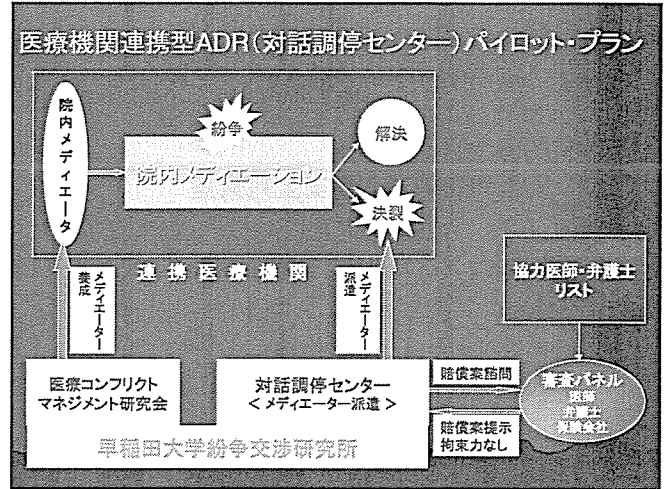 医療機関連携型ADR(対話調停センター)パイロット・プラン
院内メディエータ
紛争
院内メディエーション
解決
決裂
連携医療機関
メディエーター
養成
メディエーター
派遣
協力医師・弁護士
リスト
医療コンフリクト
マネジメント研究会
対話調停センター
<メディエーター派遣>
賠償案諮問
賠償案提示
拘束力なし
審査パネル
医師
弁護士
保険会社
早稲田大学紛争交渉研究所